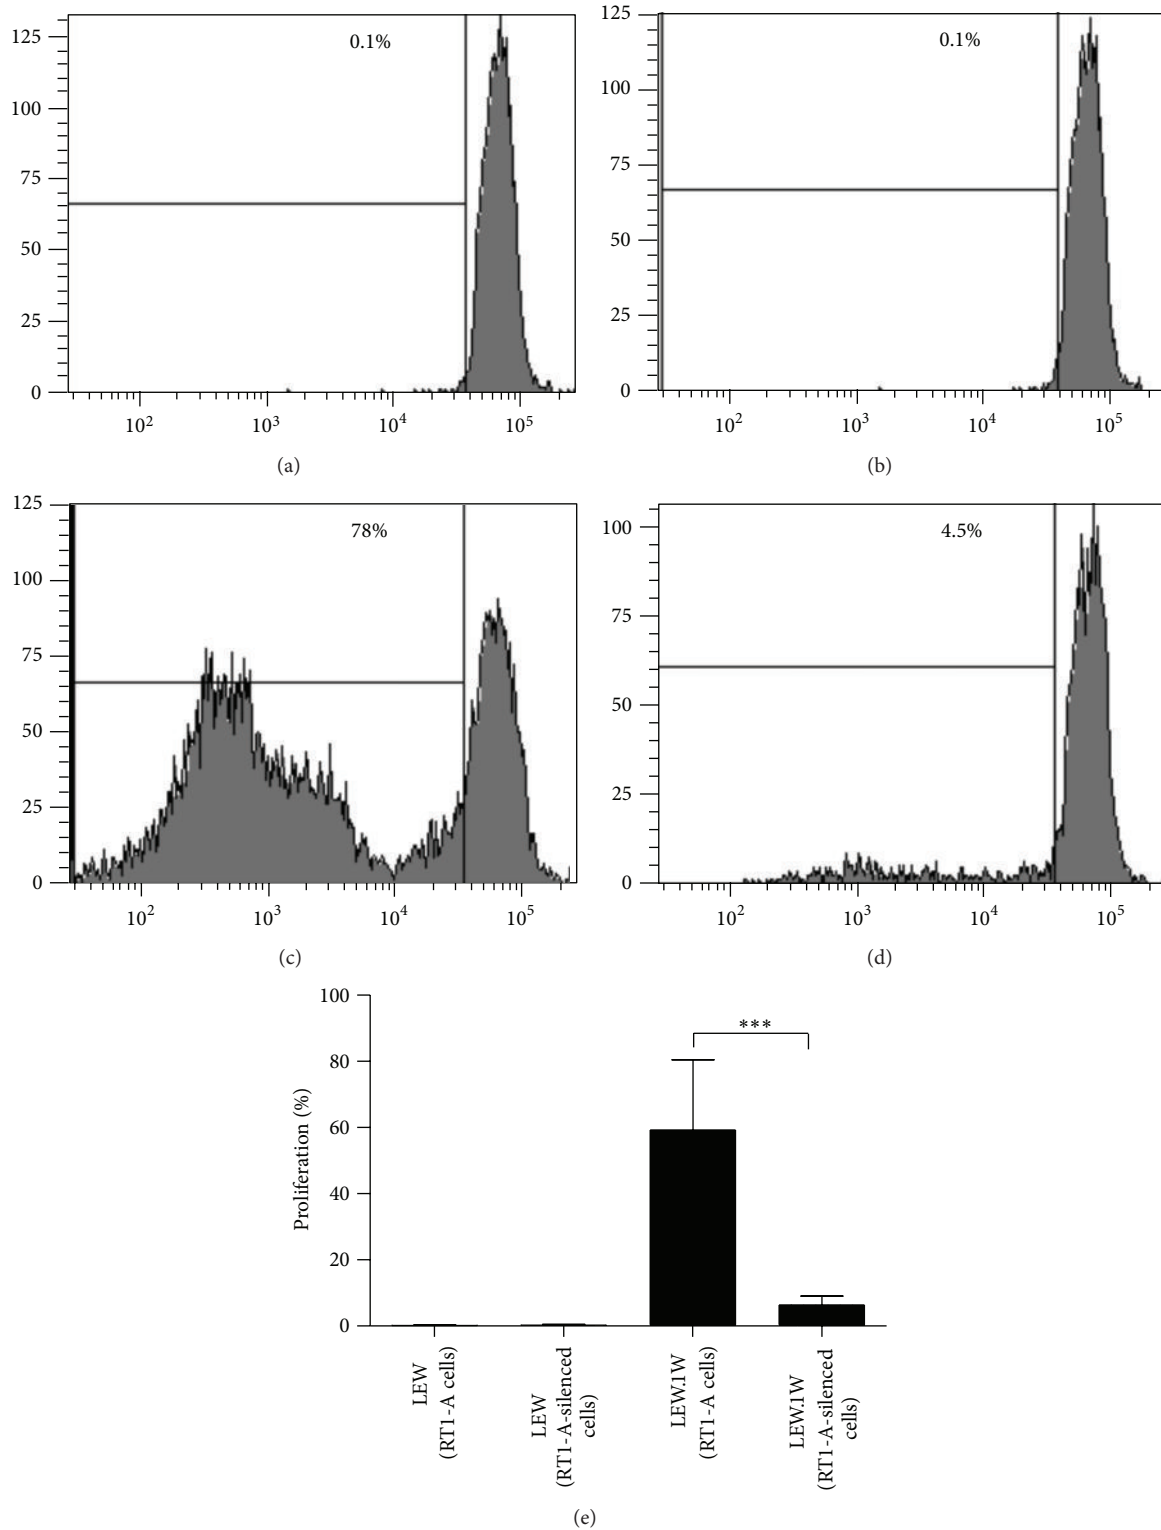 0.1%
125
100
75
50
25
0
10² 10³ 10⁴ 10⁵
(a)
0.1%
125
100
75
50
25
0
10² 10³ 10⁴ 10⁵
(b)
78%
125
100
75
50
25
0
10² 10³ 10⁴ 10⁵
(c)
4.5%
100
75
50
25
0
10² 10³ 10⁴ 10⁵
(d)
100
80
60
40
20
0
Proliferation (%)
***
LEW
(RT1-A cells)
LEW
(RT1-A-silenced
cells)
LEW.1W
(RT1-A cells)
LEW.1W
(RT1-A-silenced
cells)
(e)